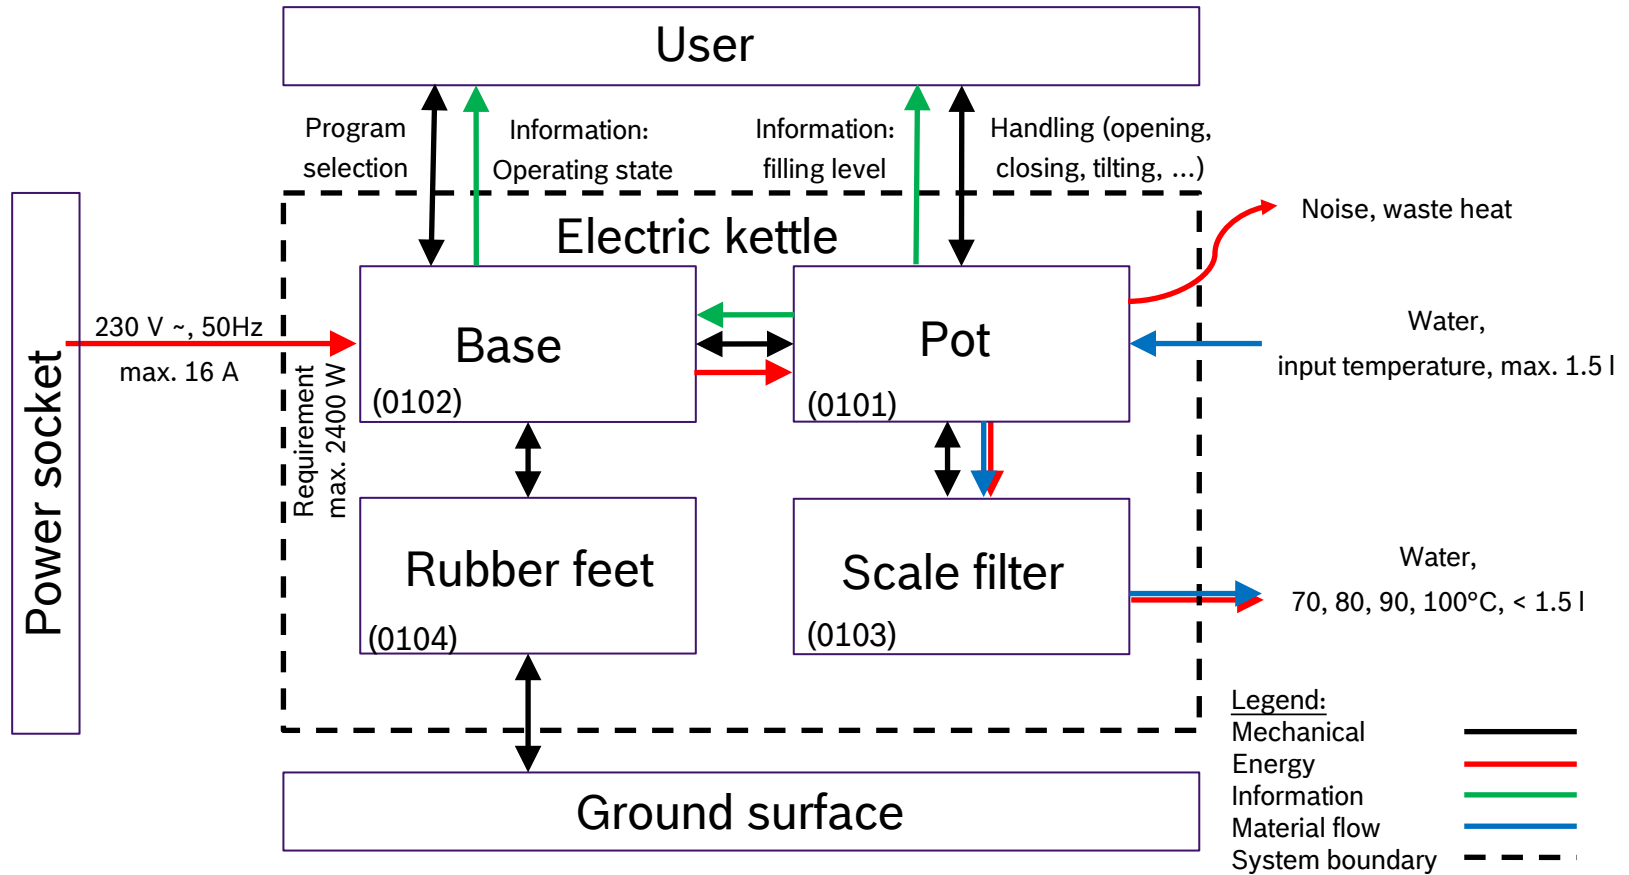 User
Program
selection
Information:
Operating state
Information:
filling level
Handling (opening,
closing, tilting, ...)
Electric kettle
Noise, waste heat
Power socket
230 V ~, 50Hz
max. 16 A
Requirement
max. 2400 W
Base
(0102)
Pot
(0101)
Water,
input temperature, max. 1.5 l
Rubber feet
(0104)
Scale filter
(0103)
Water,
70, 80, 90, 100°C, < 1.5 l
Ground surface
Legend:
Mechanical
Energy
Information
Material flow
System boundary